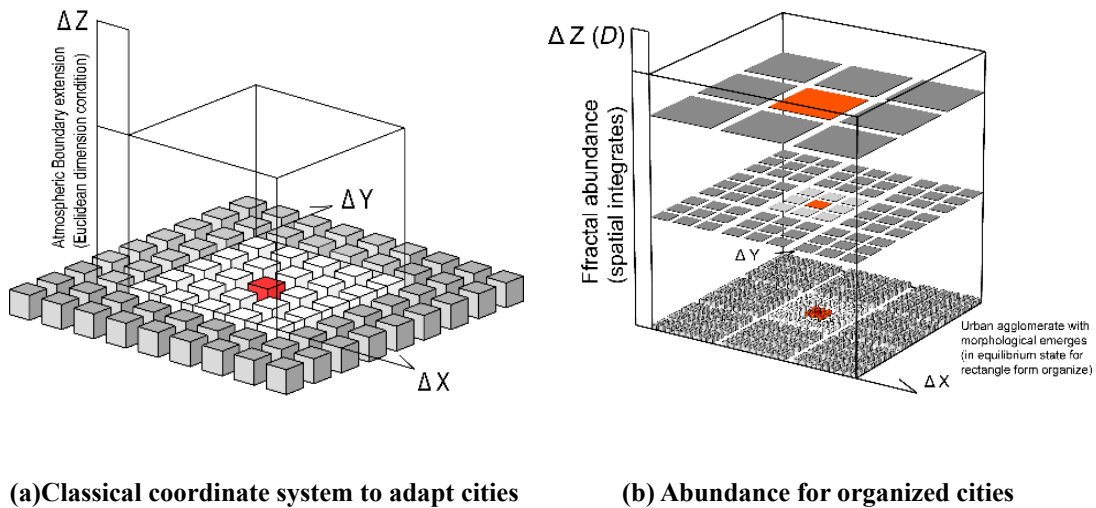 ΔZ
Atmospheric Boundary extension
(Euclidean dimension condition)
ΔY
ΔX
ΔZ (D)
Ffractal abundance
(spatial integrates)
ΔY
ΔX
Urban agglomerate with
morphological emerges
(in equilibrium state for
rectangle form organize)
(a)Classical coordinate system to adapt cities
(b) Abundance for organized cities